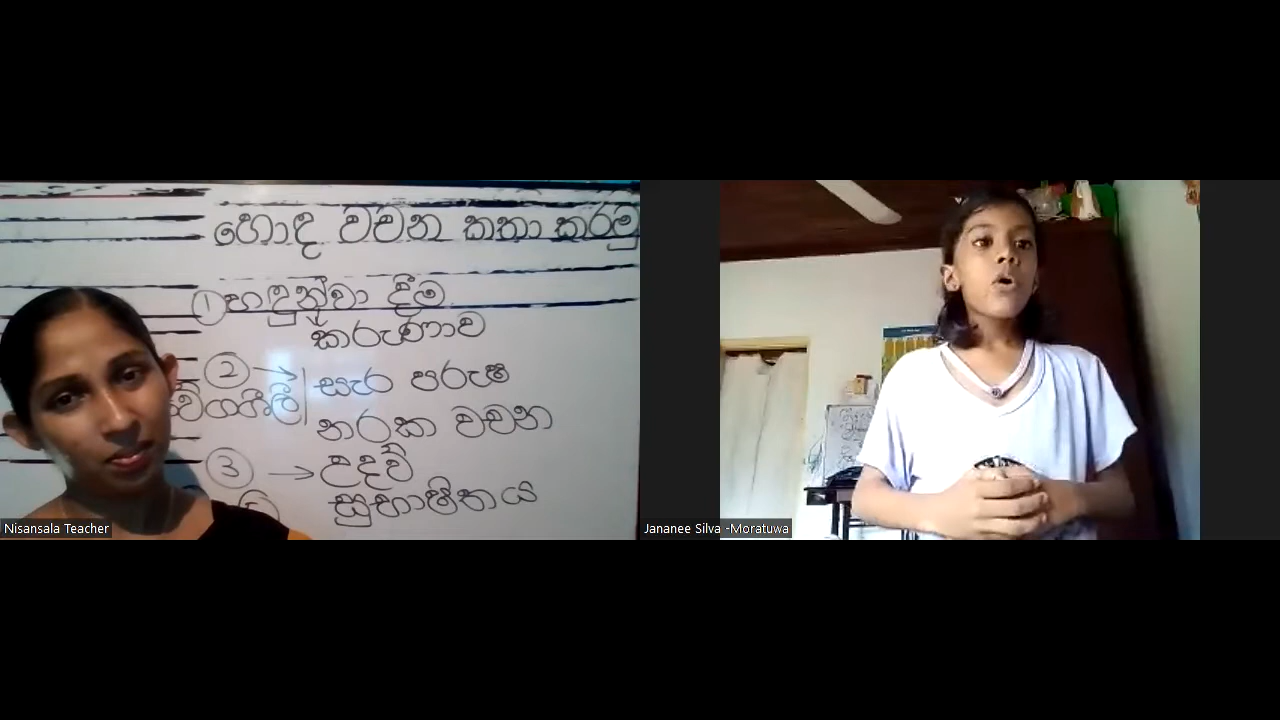 හොඳ වචන කතා කරමු
① හඳුන්වා දීම
කරුණාව
② → සැර පරුෂ
නරක වචන
③ → උදව්
සුභාෂිතය
Nisansala Teacher
Jananee Silva -Moratuwa